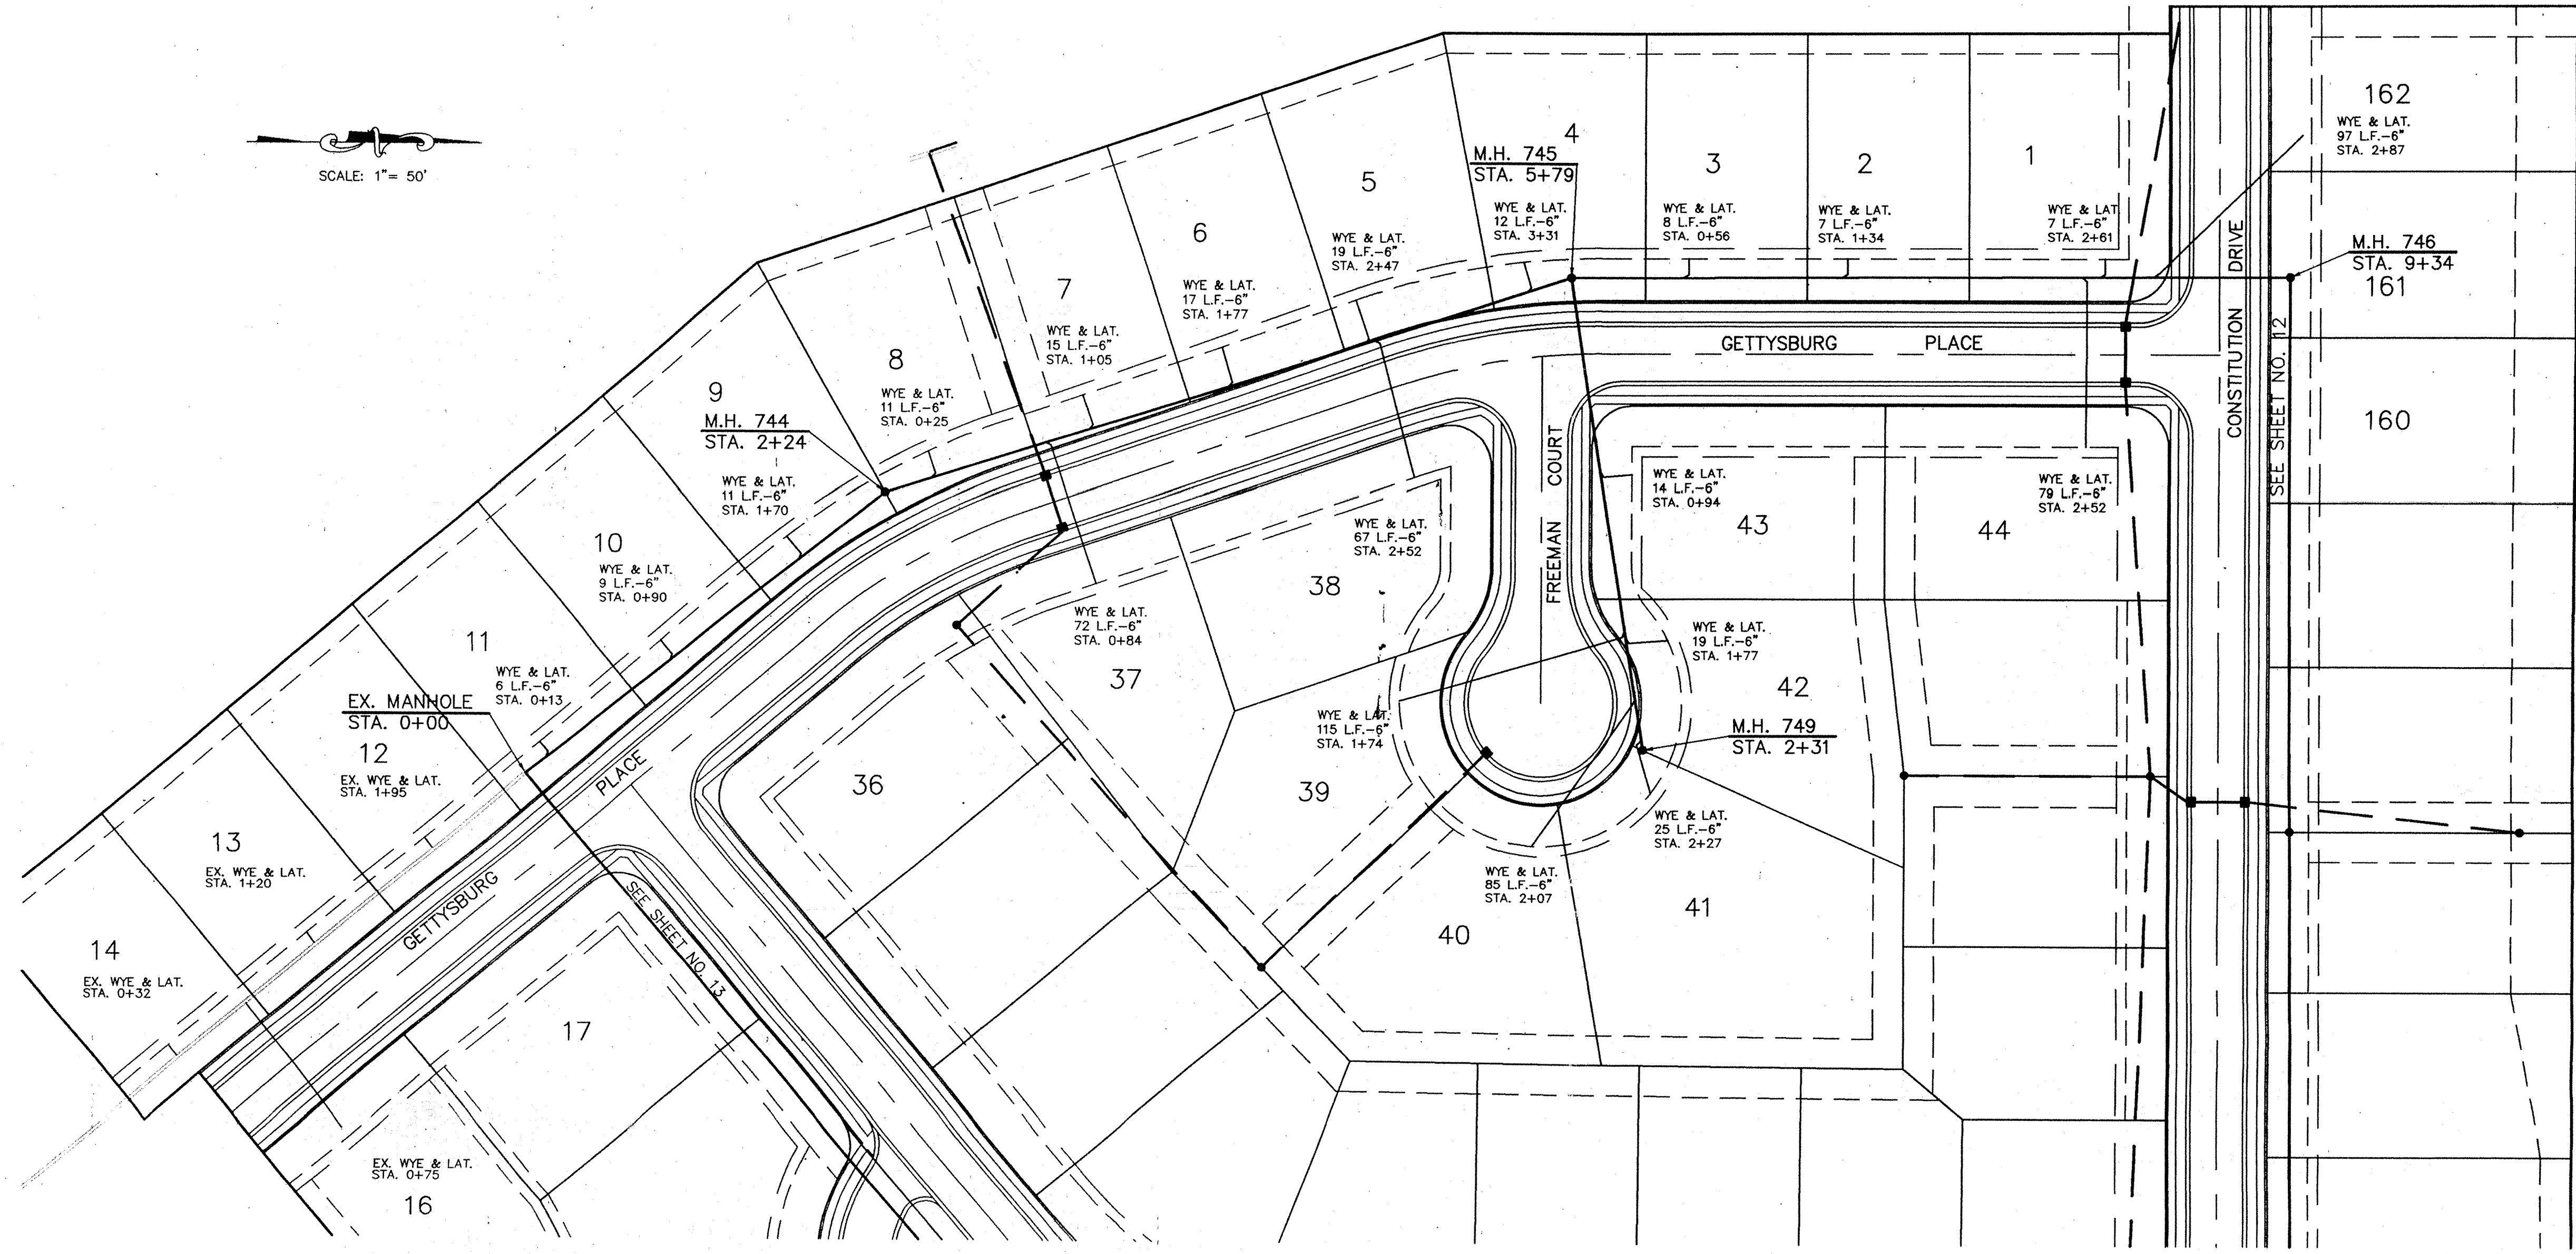 SCALE: 1"= 50'
162
WYE & LAT.
97 L.F.-6"
STA. 2+87
4
M.H. 745
STA. 5+79
WYE & LAT.
12 L.F.-6"
STA. 3+31
3
WYE & LAT.
8 L.F.-6"
STA. 0+56
2
WYE & LAT.
7 L.F.-6"
STA. 1+34
1
WYE & LAT
7 L.F.-6"
STA. 2+61
M.H. 746
STA. 9+34
161
5
WYE & LAT.
19 L.F.-6"
STA. 2+47
6
WYE & LAT.
17 L.F.-6"
STA. 1+77
7
WYE & LAT.
15 L.F.-6"
STA. 1+05
8
WYE & LAT.
11 L.F.-6"
STA. 0+25
9
M.H. 744
STA. 2+24
WYE & LAT.
11 L.F.-6"
STA. 1+70
GETTYSBURG PLACE
CONSTITUTION DRIVE
SEE SHEET NO. 12
160
10
WYE & LAT.
9 L.F.-6"
STA. 0+90
11
WYE & LAT.
6 L.F.-6"
STA. 0+13
EX. MANHOLE
STA. 0+00
12
EX. WYE & LAT.
STA. 1+95
13
EX. WYE & LAT.
STA. 1+20
14
EX. WYE & LAT.
STA. 0+32
GETTYSBURG PLACE
SEE SHEET NO. 13
17
EX. WYE & LAT.
STA. 0+75
16
36
WYE & LAT.
72 L.F.-6"
STA. 0+84
37
WYE & LAT.
67 L.F.-6"
STA. 2+52
38
FREEMAN COURT
WYE & LAT.
14 L.F.-6"
STA. 0+94
43
WYE & LAT.
79 L.F.-6"
STA. 2+52
44
WYE & LAT.
19 L.F.-6"
STA. 1+77
42
M.H. 749
STA. 2+31
WYE & LAT.
115 L.F.-6"
STA. 1+74
39
WYE & LAT.
25 L.F.-6"
STA. 2+27
WYE & LAT.
85 L.F.-6"
STA. 2+07
40
41